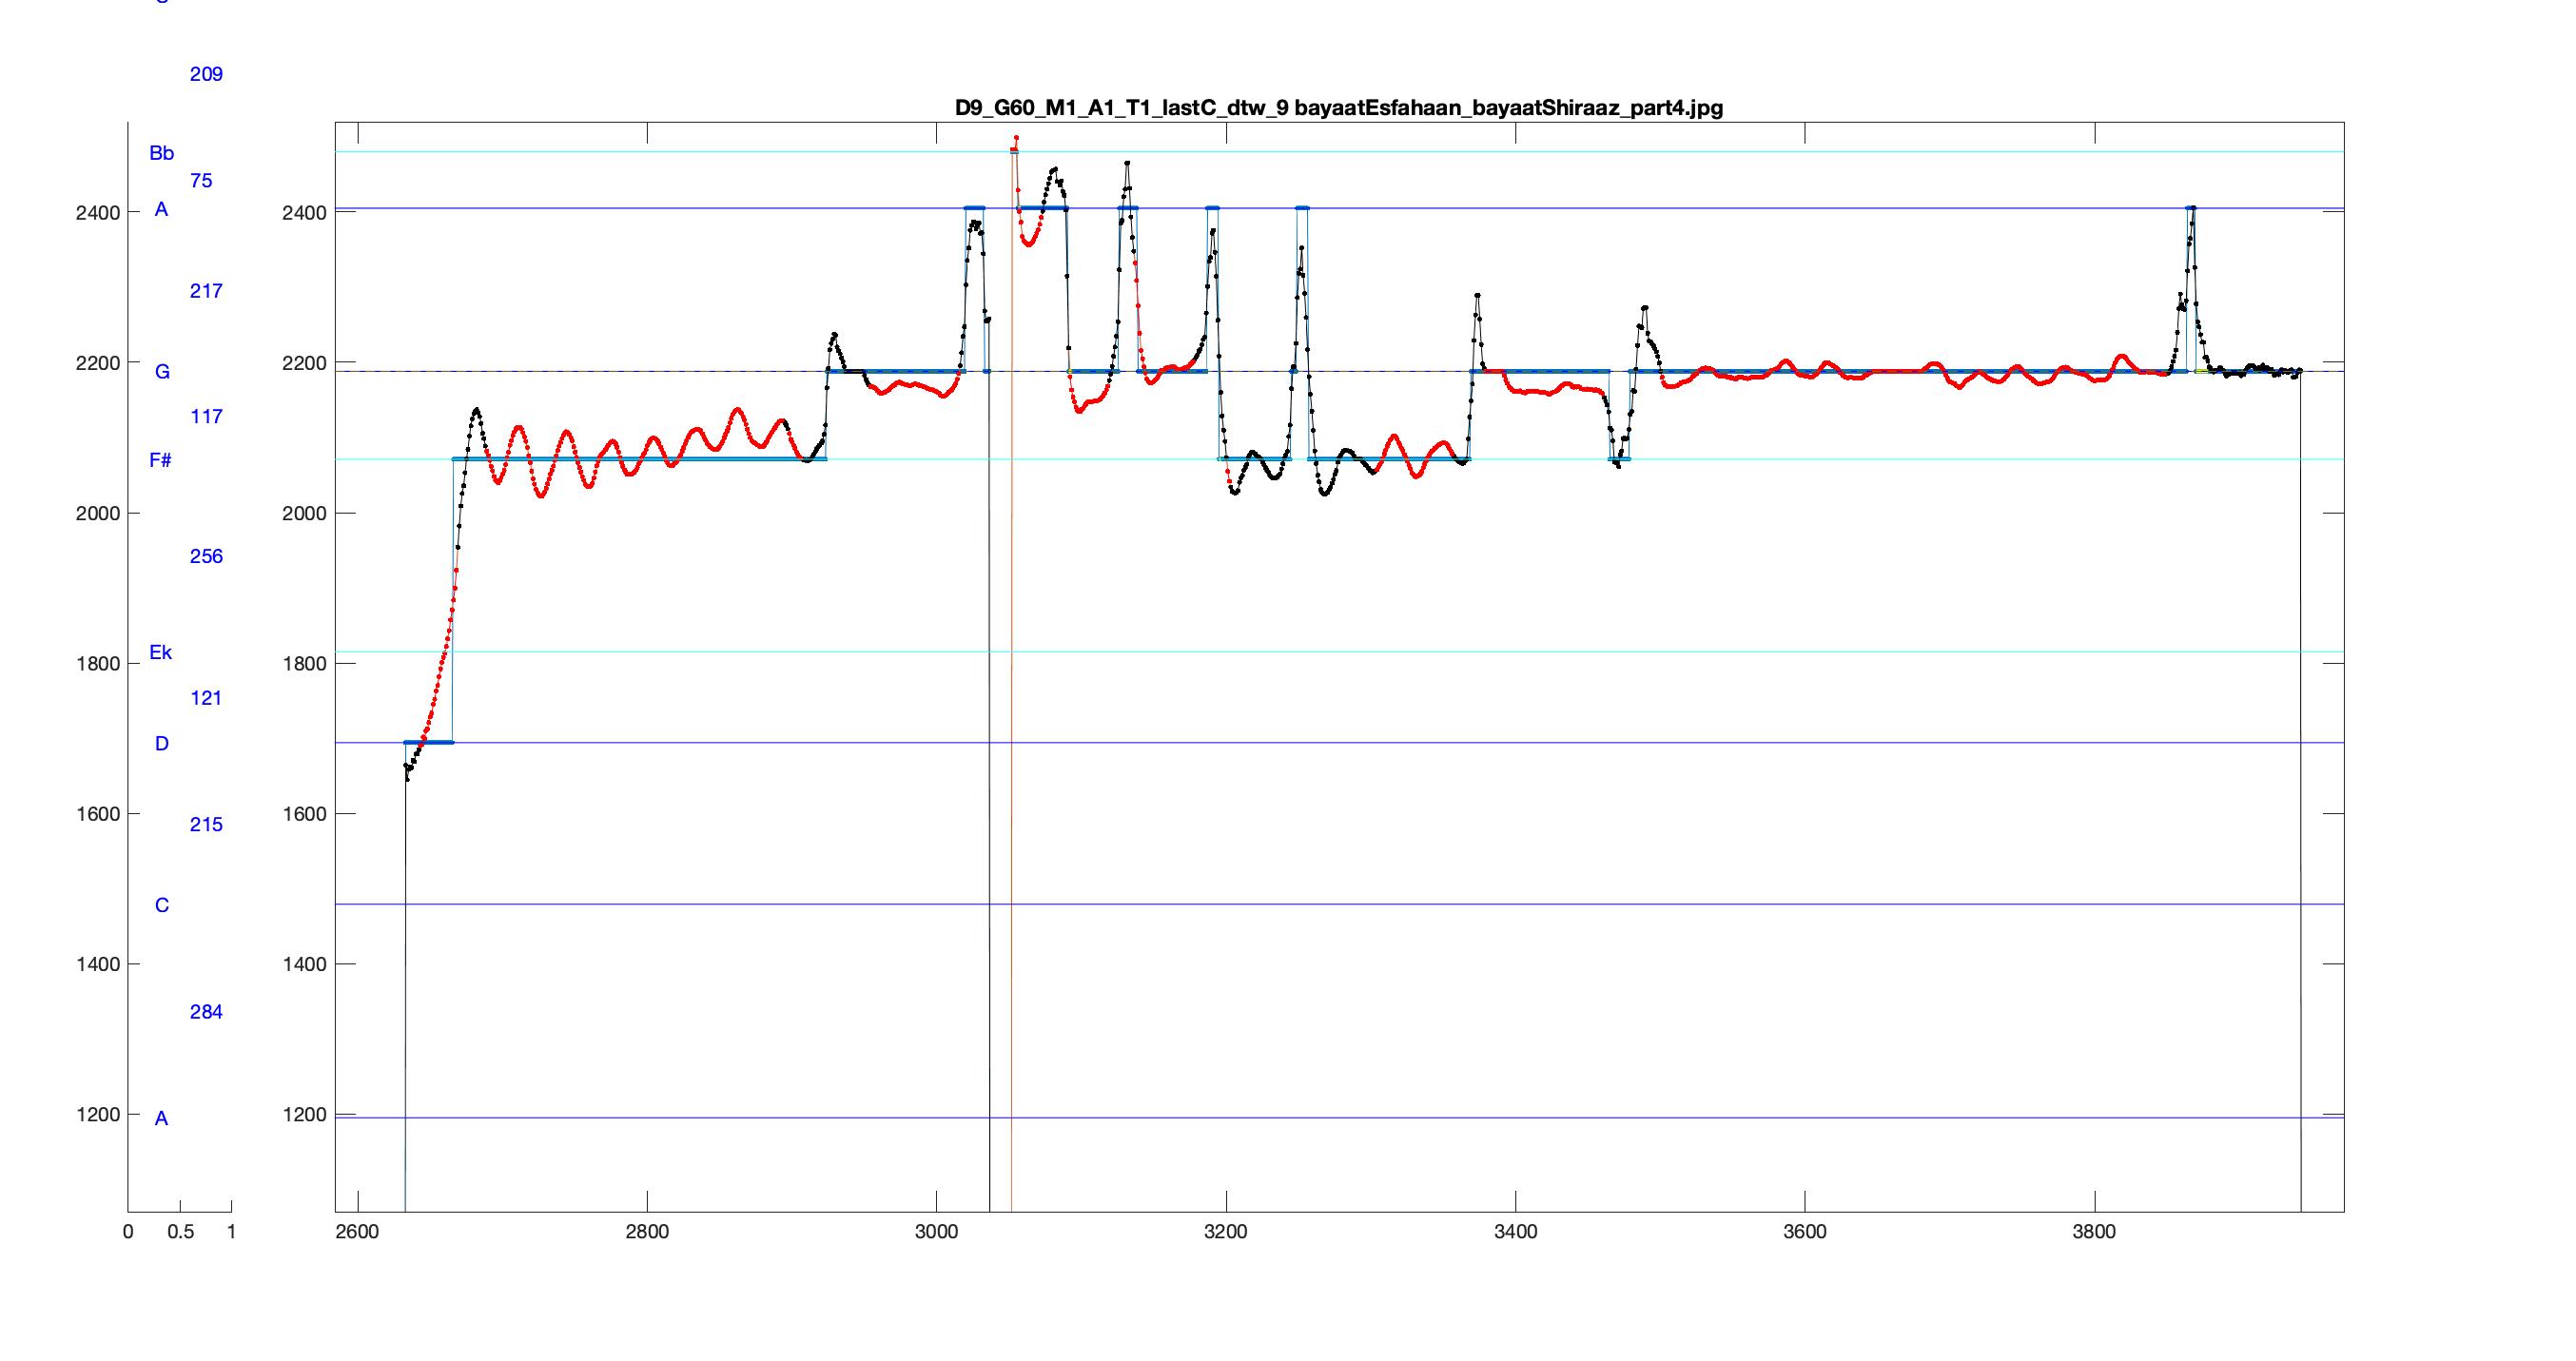 209
D9_G60_M1_A1_T1_lastC_dtw_9 bayaatEsfahaan_bayaatShiraaz_part4.jpg
Bb
75
2400 A 2400
217
2200 G 2200
117
F#
2000 2000
256
Ek
1800 1800
121
D
1600 215 1600
C
1400 1400
284
1200 A 1200
0 0.5 1 2600 2800 3000 3200 3400 3600 3800